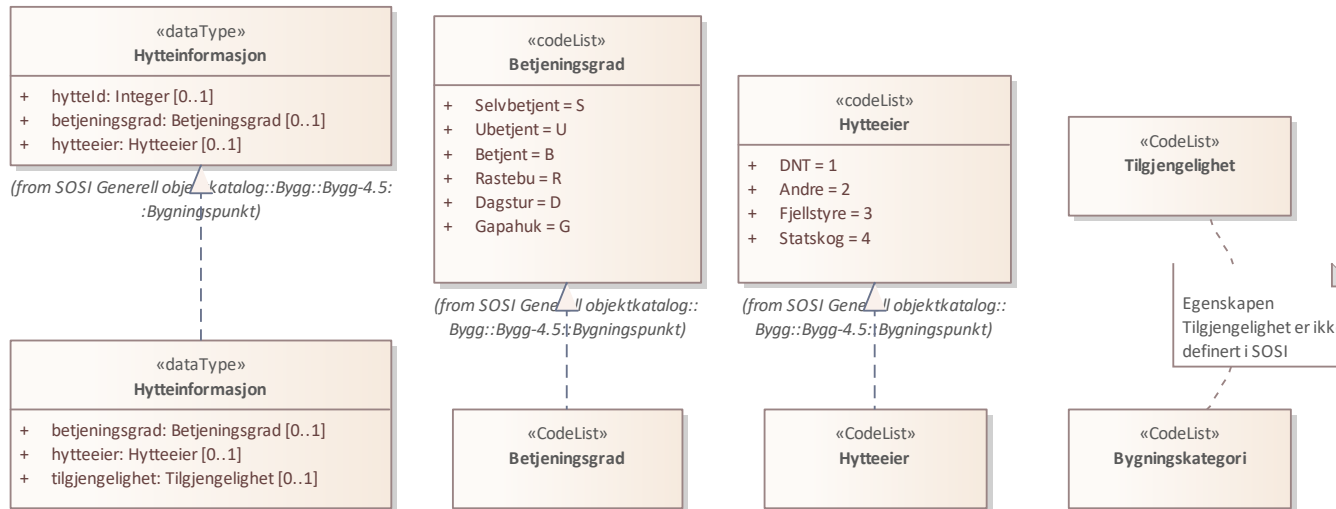 «dataType»
Hytteinformasjon
+ hytteId: Integer [0..1]
+ betjeningsgrad: Betjeningsgrad [0..1]
+ hytteeier: Hytteeier [0..1]
(from SOSI Generell objektkatalog::Bygg::Bygg-4.5:
:Bygningspunkt)
«dataType»
Hytteinformasjon
+ betjeningsgrad: Betjeningsgrad [0..1]
+ hytteeier: Hytteeier [0..1]
+ tilgjengelighet: Tilgjengelighet [0..1]
«codeList»
Betjeningsgrad
+ Selvbetjent = S
+ Ubetjent = U
+ Betjent = B
+ Rastebu = R
+ Dagstur = D
+ Gapahuk = G
(from SOSI Generell objektkatalog::
Bygg::Bygg-4.5::Bygningspunkt)
«CodeList»
Betjeningsgrad
«codeList»
Hytteeier
+ DNT = 1
+ Andre = 2
+ Fjellstyre = 3
+ Statskog = 4
(from SOSI Generell objektkatalog::
Bygg::Bygg-4.5::Bygningspunkt)
«CodeList»
Hytteeier
«CodeList»
Tilgjengelighet
Egenskapen
Tilgjengelighet er ikk
definert i SOSI
«CodeList»
Bygningskategori